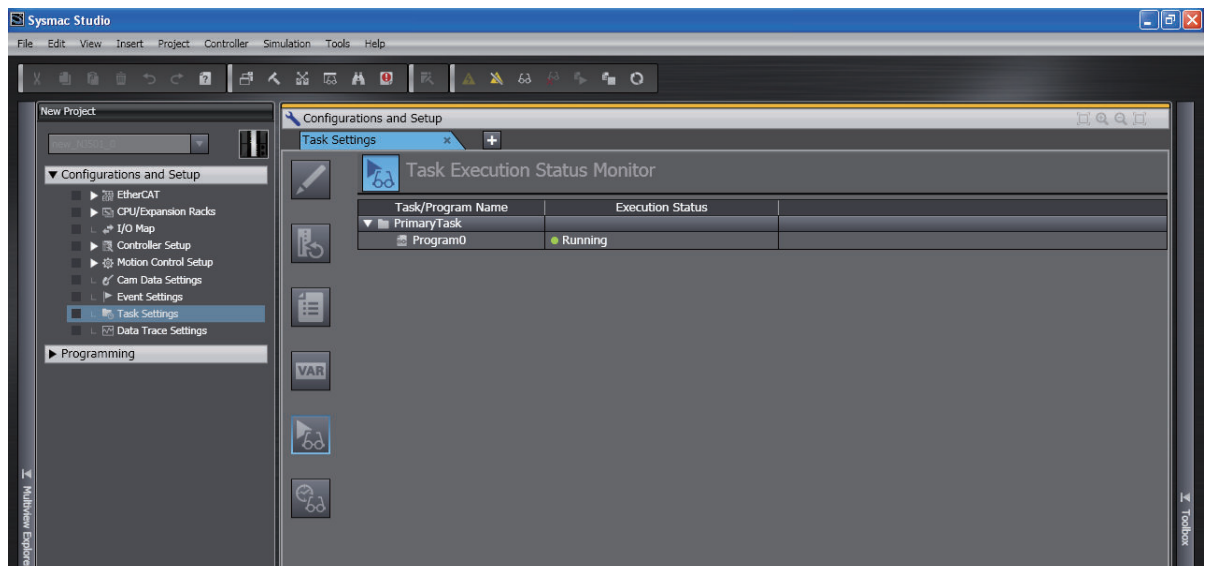 Sysmac Studio
File Edit View Insert Project Controller Simulation Tools Help
New Project
new_NJ501_0
Configurations and Setup
EtherCAT
CPU/Expansion Racks
I/O Map
Controller Setup
Motion Control Setup
Cam Data Settings
Event Settings
Task Settings
Data Trace Settings
Programming
Multiview Explore
Configurations and Setup
Task Settings
VAR
Task Execution Status Monitor
Task/Program Name Execution Status
PrimaryTask
Program0 Running
Toolbox